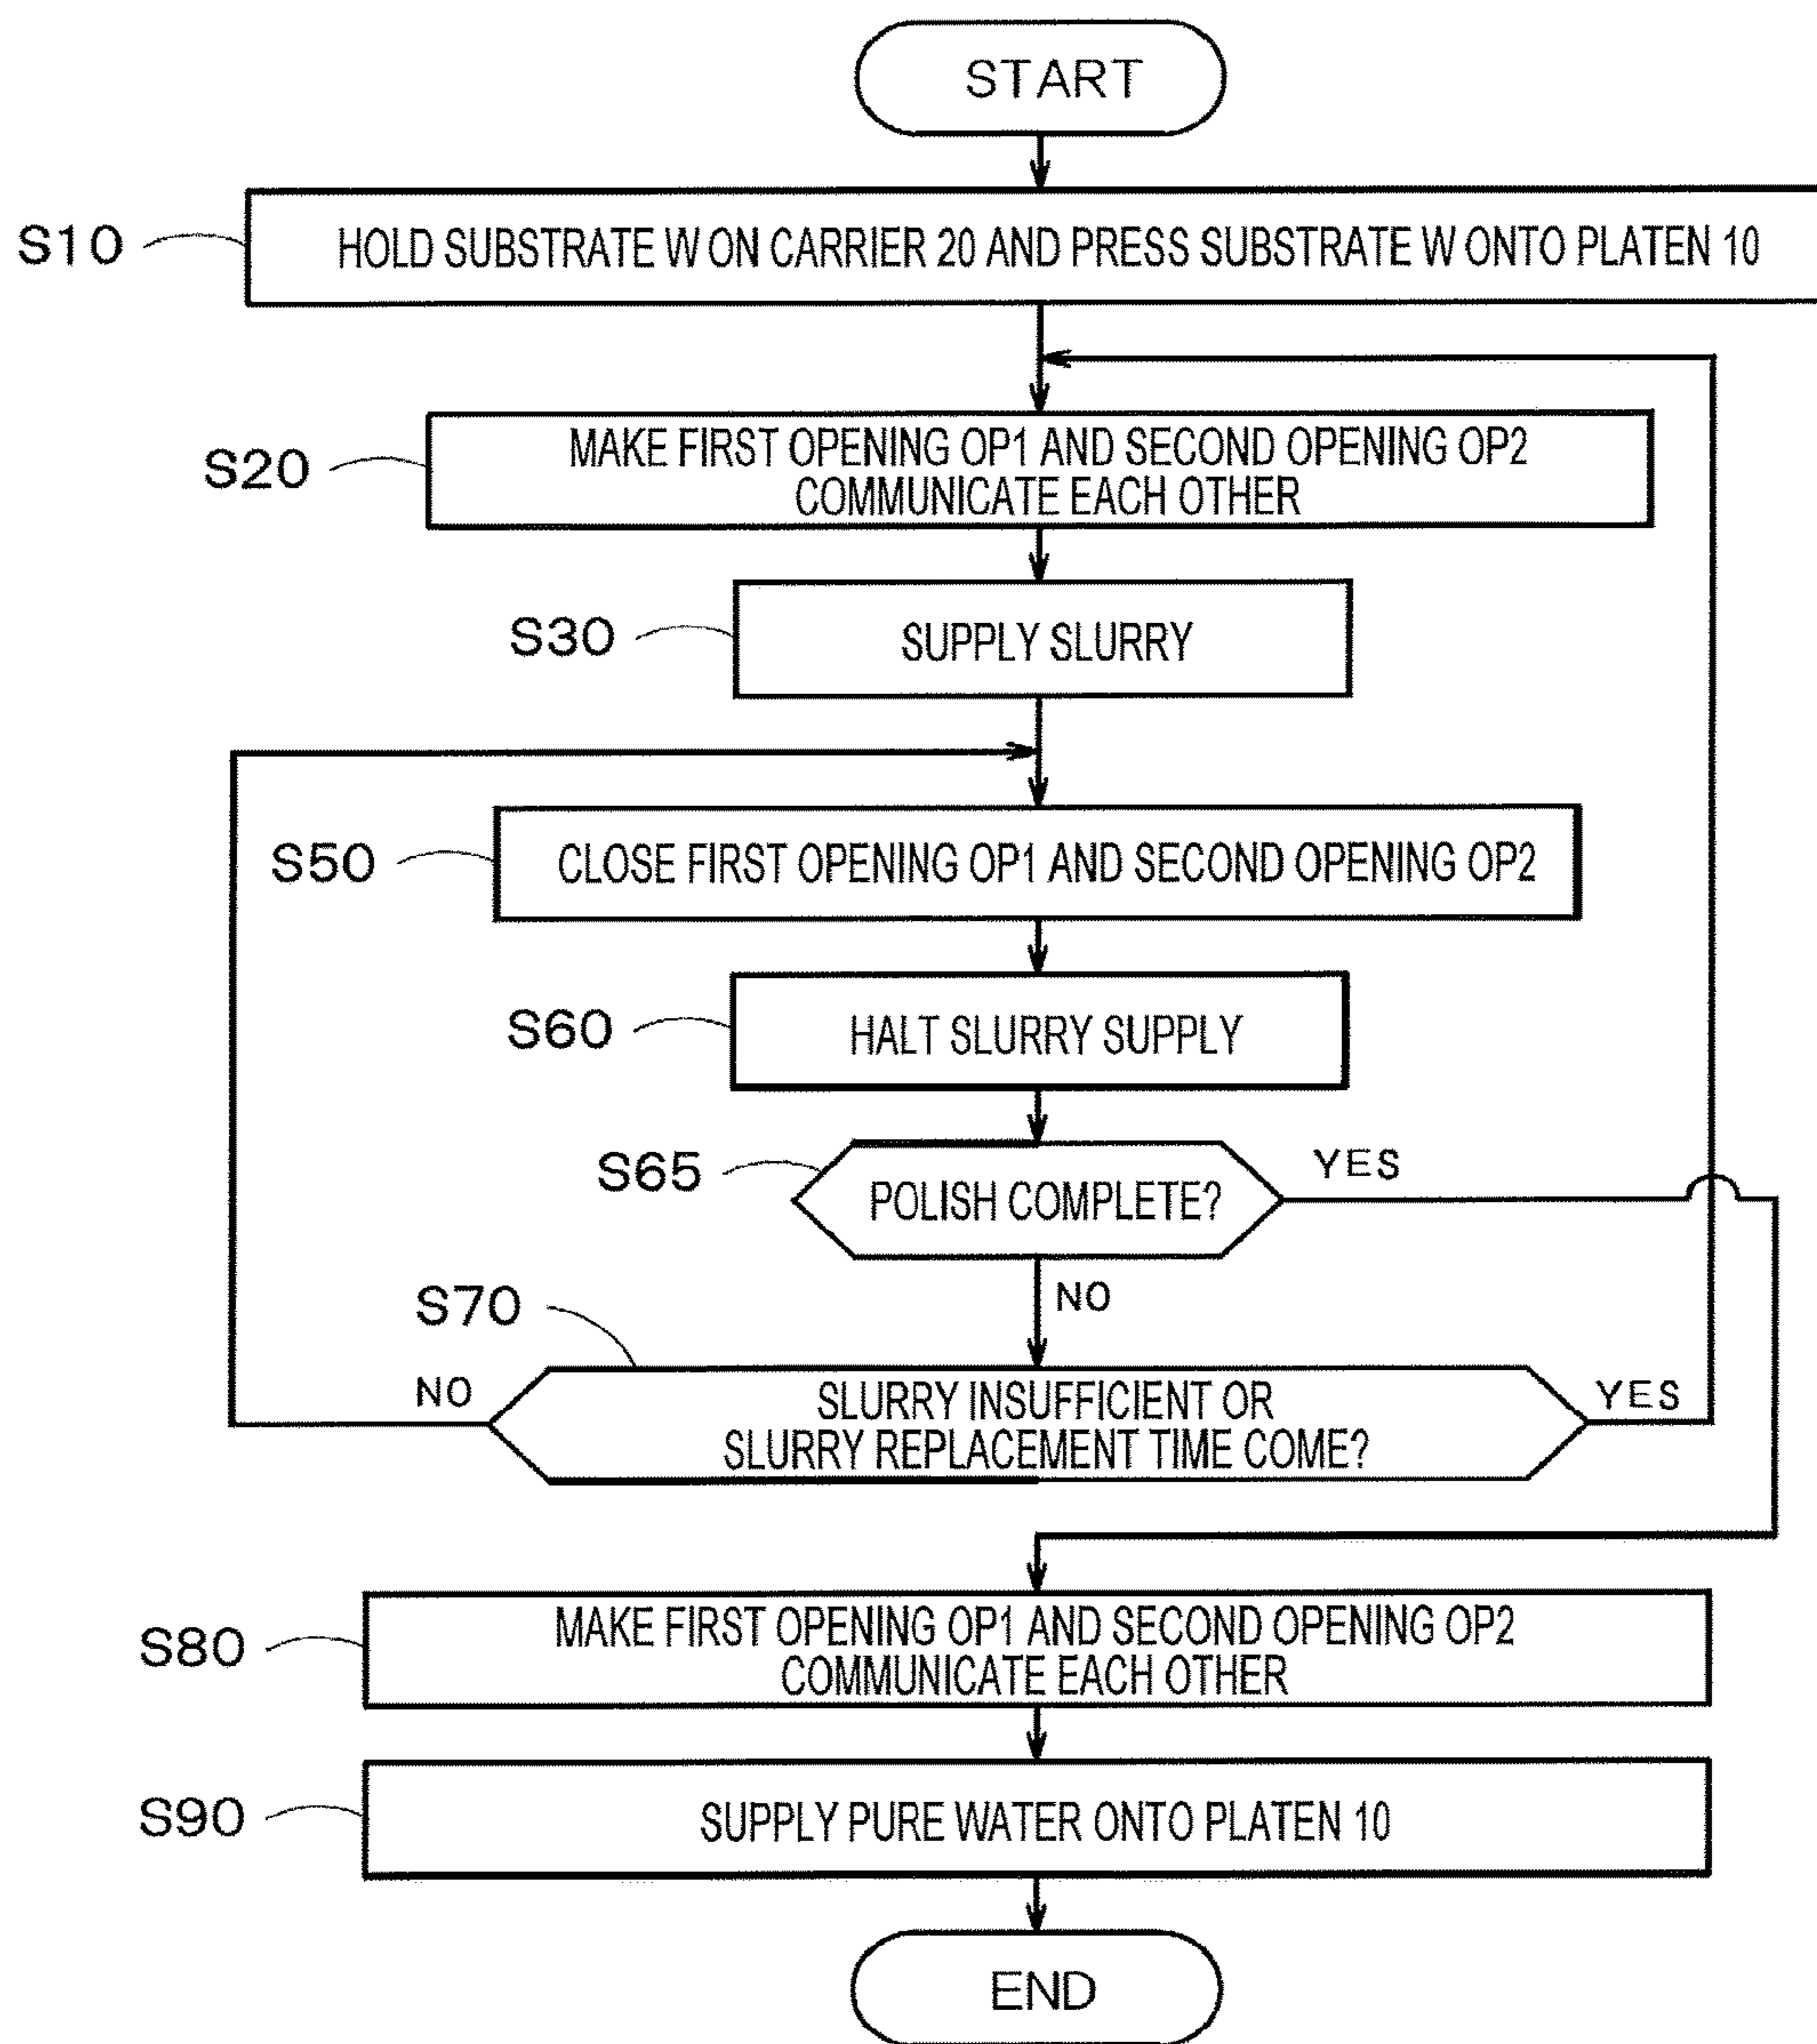 START
S10
HOLD SUBSTRATE W ON CARRIER 20 AND PRESS SUBSTRATE W ONTO PLATEN 10
S20
MAKE FIRST OPENING OP1 AND SECOND OPENING OP2
COMMUNICATE EACH OTHER
S30
SUPPLY SLURRY
S50
CLOSE FIRST OPENING OP1 AND SECOND OPENING OP2
S60
HALT SLURRY SUPPLY
S65
POLISH COMPLETE?
YES
NO
S70
NO
SLURRY INSUFFICIENT OR
SLURRY REPLACEMENT TIME COME?
YES
S80
MAKE FIRST OPENING OP1 AND SECOND OPENING OP2
COMMUNICATE EACH OTHER
S90
SUPPLY PURE WATER ONTO PLATEN 10
END